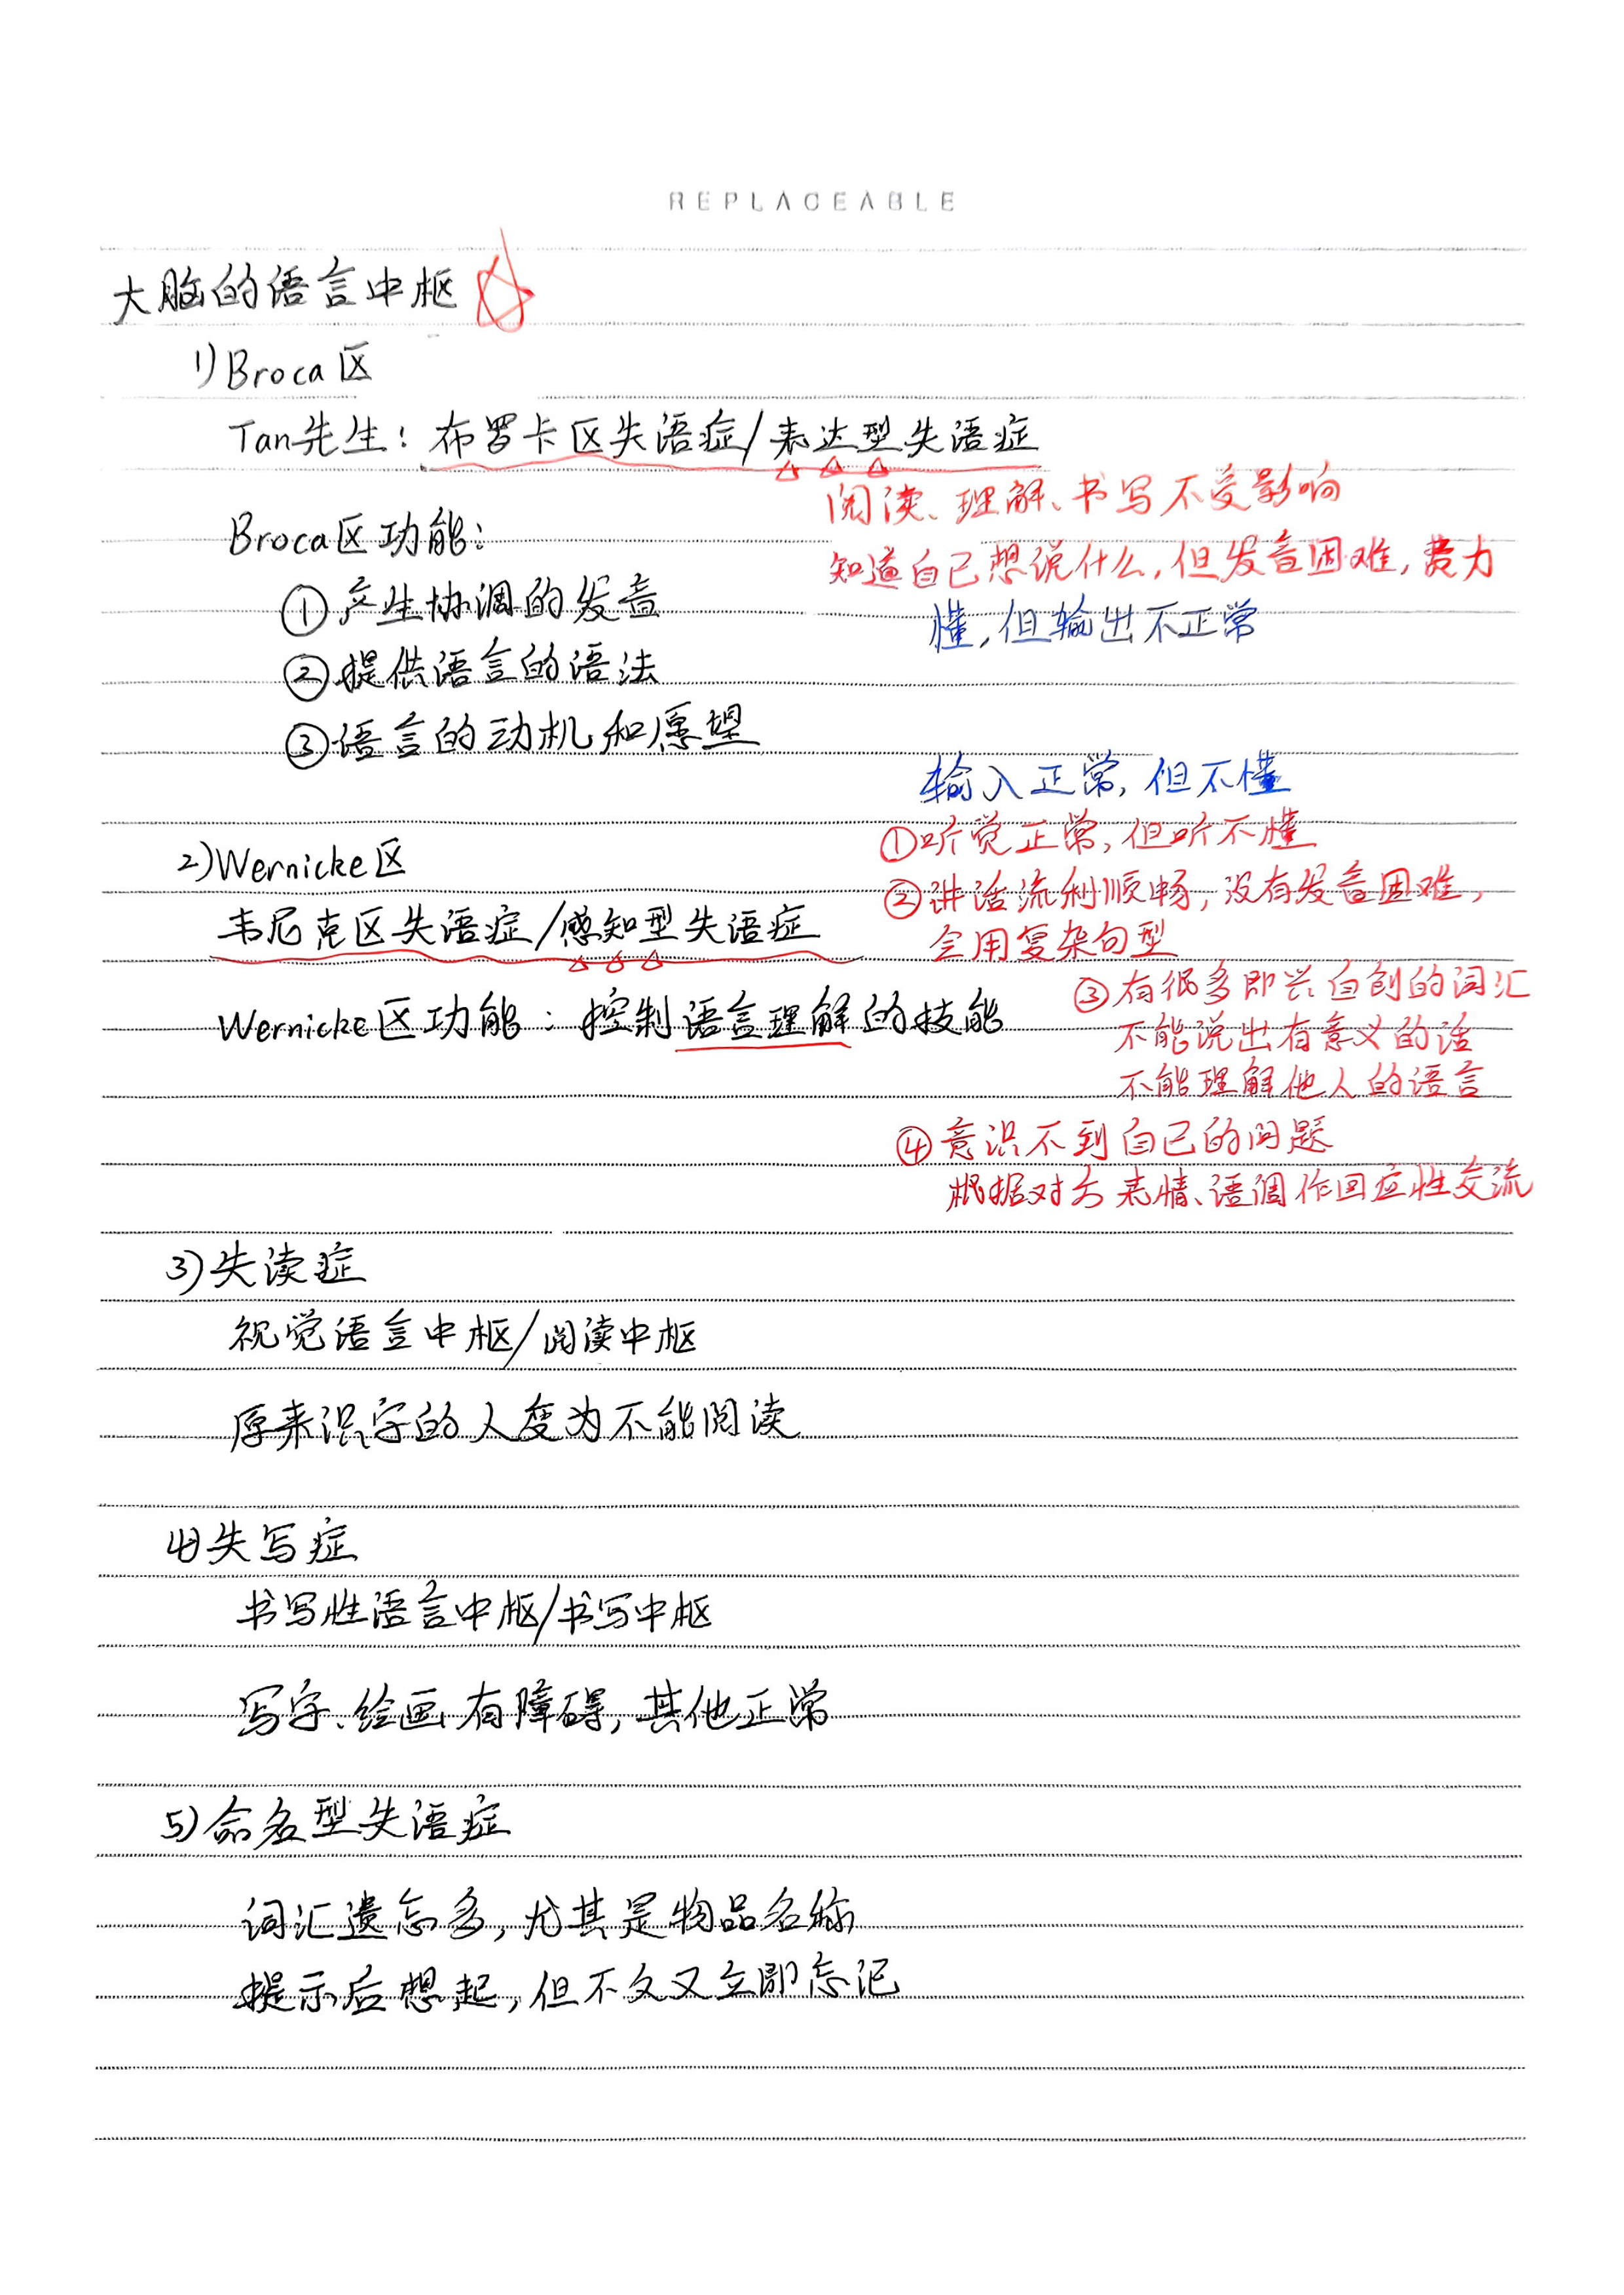 REPLACEABLE
大脑的语言中枢
1)Broca区
Tan先生：布罗卡区失语症/表达型失语症
阅读、理解、书写不受影响
知道自己想说什么,但发音困难,费力
懂,但输出不正常
Broca区功能：
①产生协调的发音
②提供语言的语法
③语言的动机和愿望
2)Wernicke区
韦尼克区失语症/感知型失语症
Wernicke区功能：控制语言理解的技能
输入正常,但不懂
①听觉正常,但听不懂
②讲话流利顺畅,没有发音困难,
会用复杂句型
③有很多即兴自创的词汇
不能说出有意义的话
不能理解他人的语言
④意识不到自己的问题
根据对方表情、语调作回应性交流
3)失读症
视觉语言中枢/阅读中枢
原来识字的人变为不能阅读
4)失写症
书写性语言中枢/书写中枢
写字、绘画有障碍,其他正常
5)命名型失语症
词汇遗忘多,尤其是物品名称
提示后想起,但不久又立即忘记